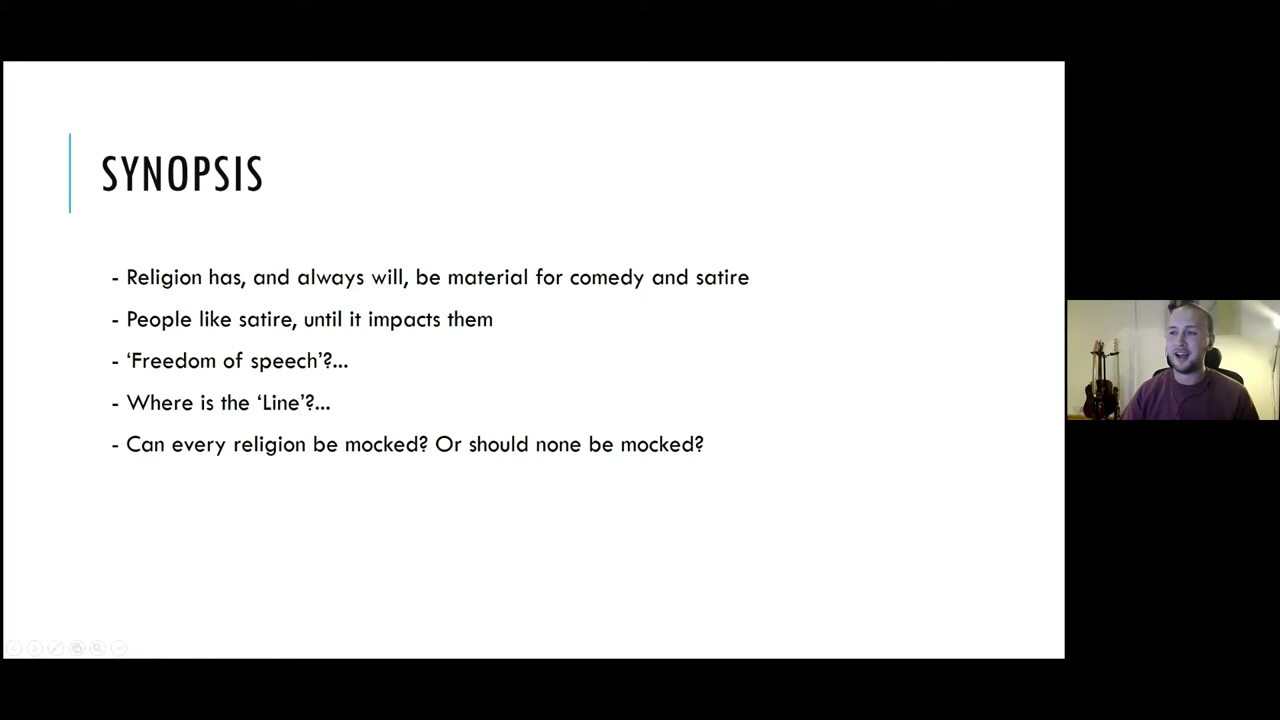 SYNOPSIS
- Religion has, and always will, be material for comedy and satire
- People like satire, until it impacts them
- ‘Freedom of speech’?...
- Where is the ‘Line’?...
- Can every religion be mocked? Or should none be mocked?